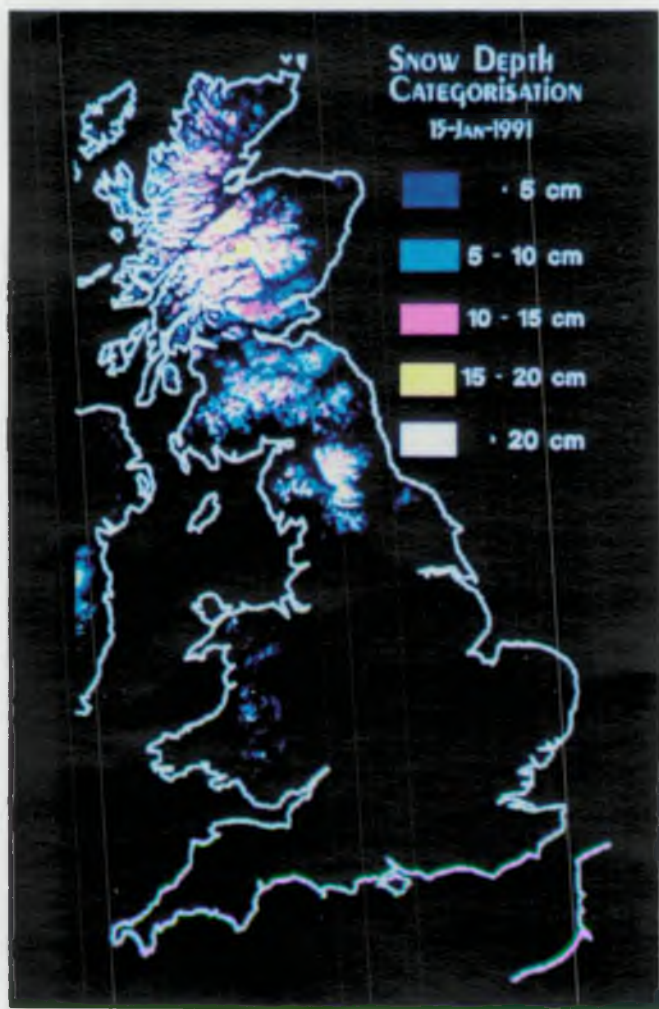 SNOW DEPTH
CATEGORISATION
15-JAN-1991
· 5 cm
5 - 10 cm
10 - 15 cm
15 - 20 cm
· 20 cm